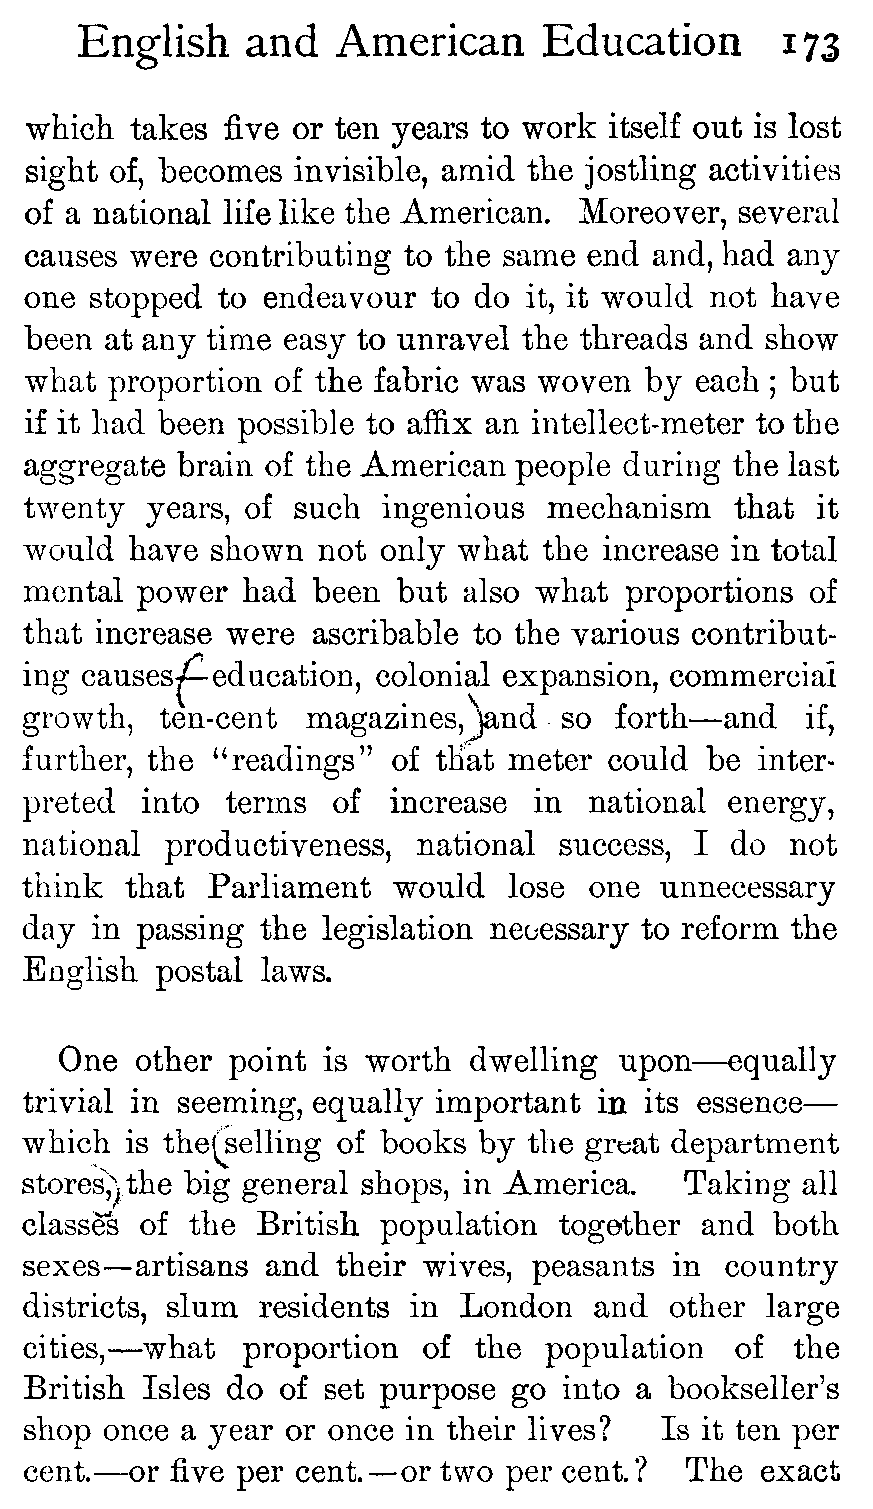 English and American Education 173
which takes five or ten years to work itself out is lost
sight of, becomes invisible, amid the jostling activities
of a national life like the American. Moreover, several
causes were contributing to the same end and, had any
one stopped to endeavour to do it, it would not have
been at any time easy to unravel the threads and show
what proportion of the fabric was woven by each ; but
if it had been possible to affix an intellect-meter to the
aggregate brain of the American people during the last
twenty years, of such ingenious mechanism that it
would have shown not only what the increase in total
mental power had been but also what proportions of
that increase were ascribable to the various contribut-
ing causes—education, colonial expansion, commercial
growth, ten-cent magazines, and so forth—and if,
further, the "readings" of that meter could be inter-
preted into terms of increase in national energy,
national productiveness, national success, I do not
think that Parliament would lose one unnecessary
day in passing the legislation necessary to reform the
English postal laws.
One other point is worth dwelling upon—equally
trivial in seeming, equally important in its essence—
which is the selling of books by the great department
stores, the big general shops, in America. Taking all
classes of the British population together and both
sexes—artisans and their wives, peasants in country
districts, slum residents in London and other large
cities,—what proportion of the population of the
British Isles do of set purpose go into a bookseller's
shop once a year or once in their lives? Is it ten per
cent.—or five per cent.—or two per cent.? The exact